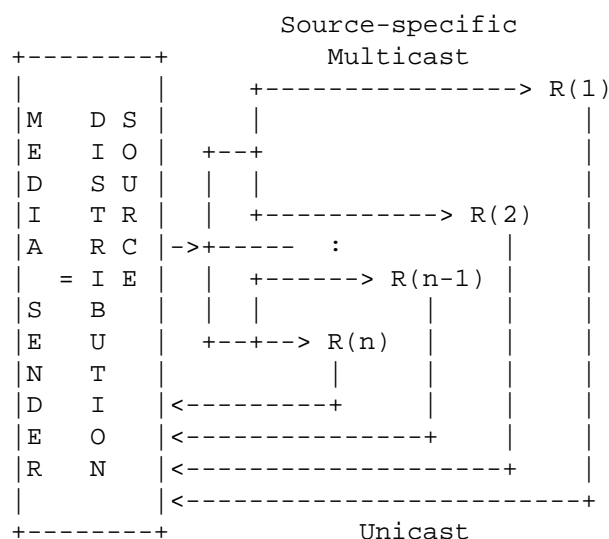 Source-specific
+--------+               Multicast
|        |     +----------------> R(1)
|M   D S |     |                    |
|E   I O |  +--+                    |
|D   S U |  |  |                    |
|I   T R |  |  +-----------> R(2)   |
|A   R C |->+-----  :          |    |
|  = I E |  |  +------> R(n-1) |    |
|S   B   |  |  |          |    |    |
|E   U   |  +--+--> R(n)  |    |    |
|N   T   |          |     |    |    |
|D   I   |<---------+     |    |    |
|E   O   |<---------------+    |    |
|R   N   |<--------------------+    |
|        |<-------------------------+
+--------+            Unicast